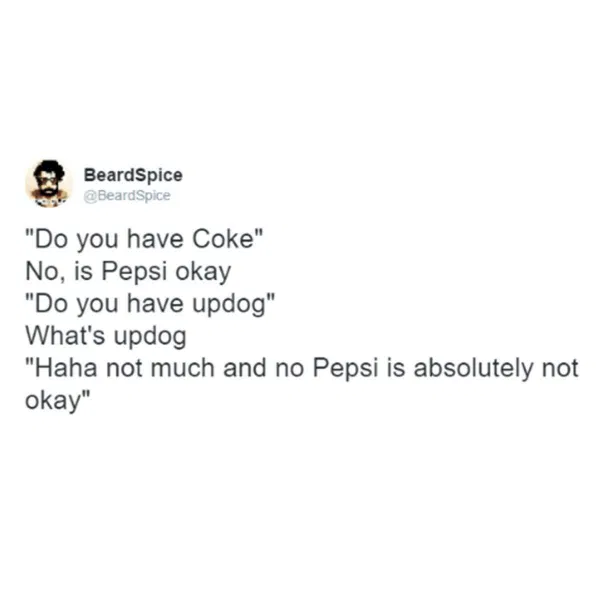 BeardSpice
@BeardSpice
"Do you have Coke"
No, is Pepsi okay
"Do you have updog"
What's updog
"Haha not much and no Pepsi is absolutely not
okay"